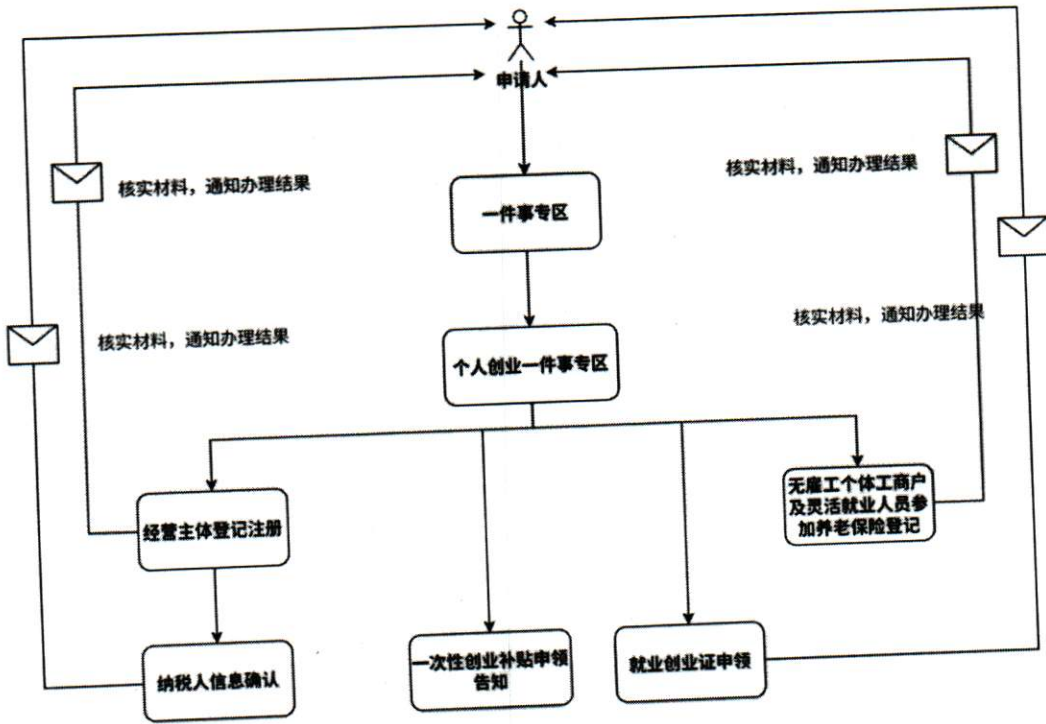 申请人
核实材料，通知办理结果
核实材料，通知办理结果
一件事专区
核实材料，通知办理结果
核实材料，通知办理结果
个人创业一件事专区
无雇工个体工商户
及灵活就业人员参
加养老保险登记
经营主体登记注册
纳税人信息确认
一次性创业补贴申领
告知
就业创业证申领